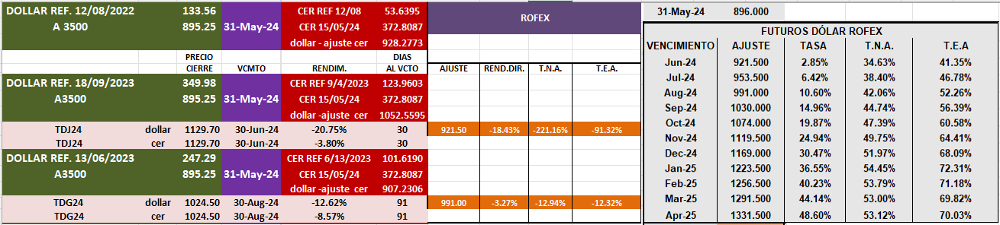 DOLLAR REF. 12/08/2022 133.56 31-May-24 CER REF 12/08 53.6395 ROFEX
A 3500 895.25 CER REF 15/05/24 372.8087
dollar - ajuste cer 928.2773
PRECIO CIERRE VCMTO RENDIM. DIAS AL VCTO AJUSTE REND.DIR. T.N.A. T.E.A.
DOLLAR REF. 18/09/2023 349.98 31-May-24 CER REF 9/4/2023 123.9603
A3500 895.25 CER REF 15/05/24 372.8087
dollar -ajuste cer 1052.5595
TDJ24 dollar 1129.70 30-Jun-24 -20.75% 30 921.50 -18.43% -221.16% -91.32%
TDJ24 cer 1129.70 30-Jun-24 -3.80% 30
DOLLAR REF. 13/06/2023 247.29 31-May-24 CER REF 6/13/2023 101.6190
A3500 895.25 CER REF 15/05/24 372.8087
dollar -ajuste cer 907.2306
TDG24 dollar 1024.50 30-Aug-24 -12.62% 91 991.00 -3.27% -12.94% -12.32%
TDG24 cer 1024.50 30-Aug-24 -8.57% 91
31-May-24 896.000
FUTUROS DÓLAR ROFEX
VENCIMIENTO AJUSTE TASA T.N.A. T.E.A
Jun-24 921.500 2.85% 34.63% 41.35%
Jul-24 953.500 6.42% 38.40% 46.78%
Aug-24 991.000 10.60% 42.06% 52.26%
Sep-24 1030.000 14.96% 44.74% 56.39%
Oct-24 1074.000 19.87% 47.39% 60.58%
Nov-24 1119.500 24.94% 49.75% 64.41%
Dec-24 1169.000 30.47% 51.97% 68.09%
Jan-25 1223.500 36.55% 54.45% 72.31%
Feb-25 1256.500 40.23% 53.79% 71.18%
Mar-25 1291.500 44.14% 53.00% 69.82%
Apr-25 1331.500 48.60% 53.12% 70.03%